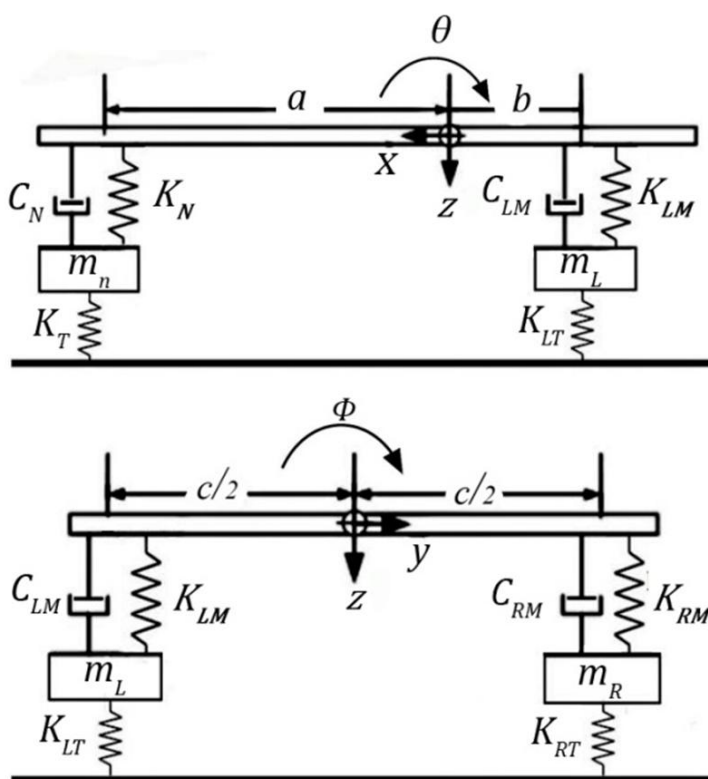 θ
a b
x
z
C_N K_N C_LM K_LM
m_n m_L
K_T K_LT
Φ
c/2 c/2
y
z
C_LM K_LM C_RM K_RM
m_L m_R
K_LT K_RT